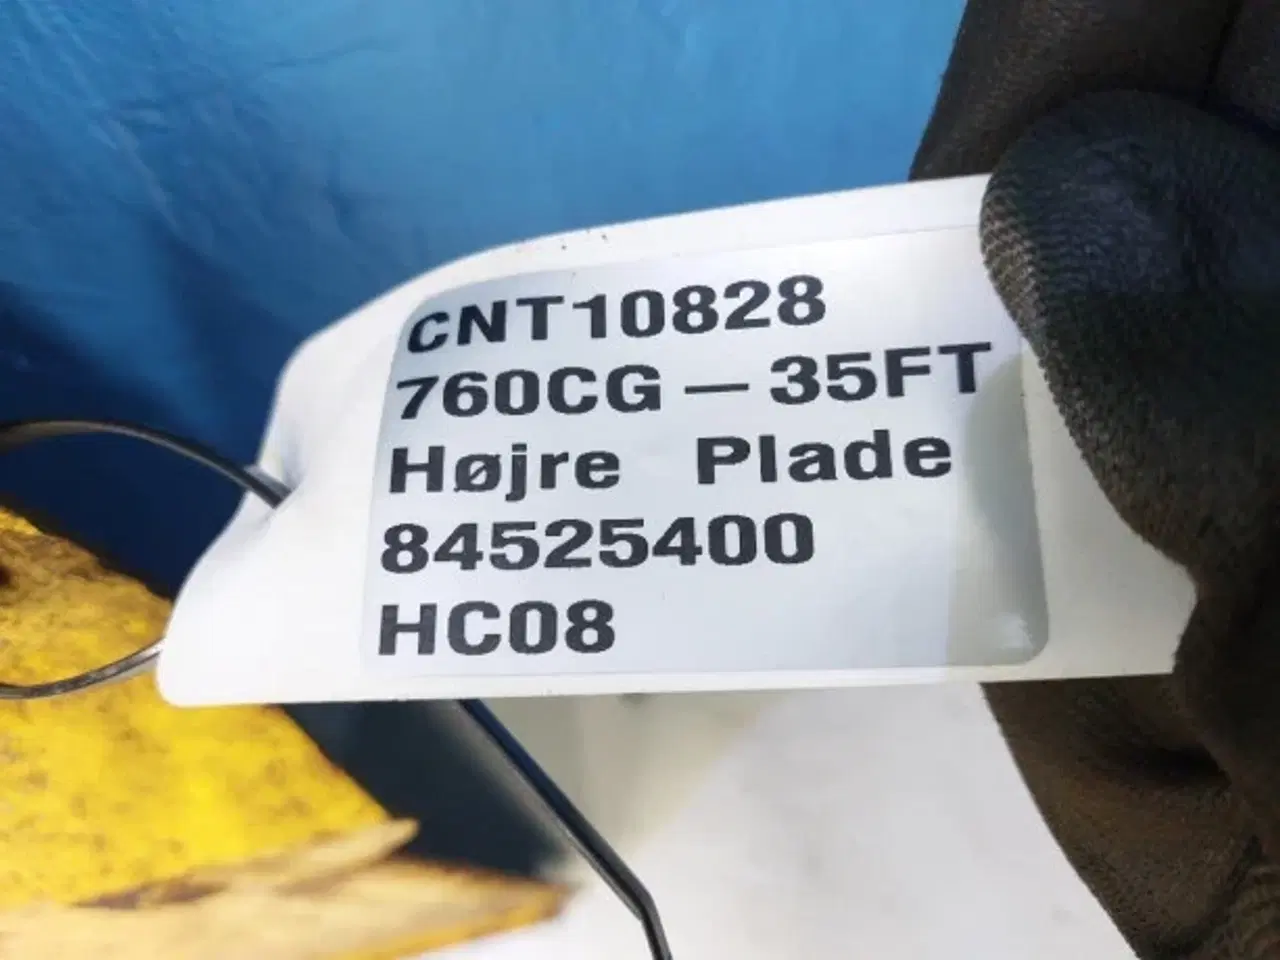 CNT10828
760CG — 35FT
Højre Plade
84525400
HC08